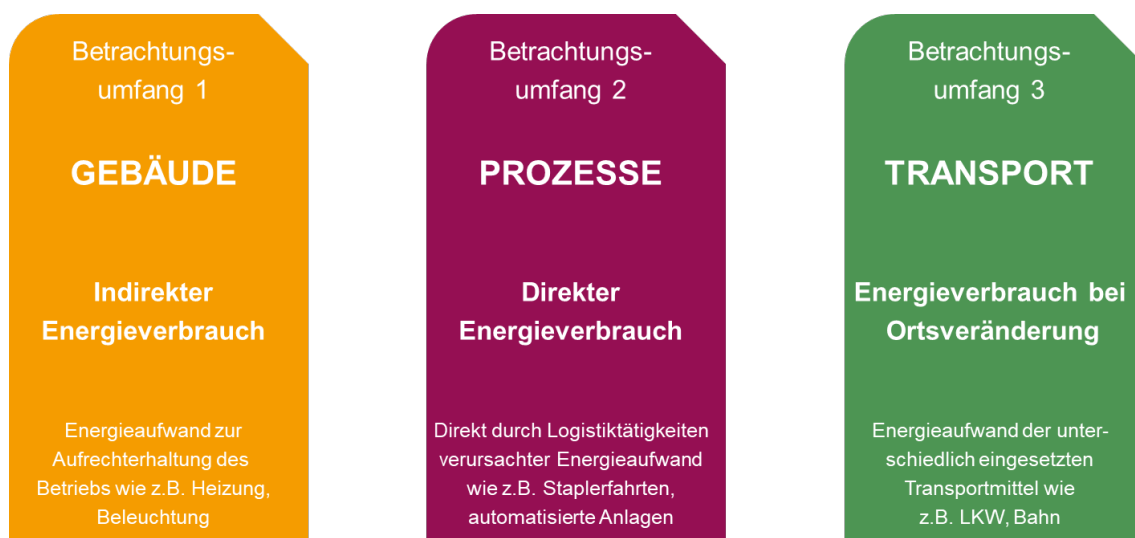 Betrachtungs-
umfang 1
GEBÄUDE
Indirekter
Energieverbrauch
Energieaufwand zur
Aufrechterhaltung des
Betriebs wie z.B. Heizung,
Beleuchtung
Betrachtungs-
umfang 2
PROZESSE
Direkter
Energieverbrauch
Direkt durch Logistiktätigkeiten
verursachter Energieaufwand
wie z.B. Staplerfahrten,
automatisierte Anlagen
Betrachtungs-
umfang 3
TRANSPORT
Energieverbrauch bei
Ortsveränderung
Energieaufwand der unter-
schiedlich eingesetzten
Transportmittel wie
z.B. LKW, Bahn